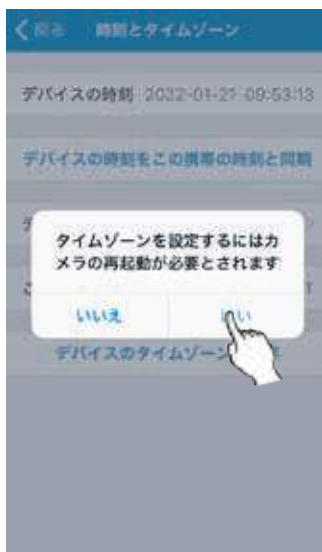 戻る 時刻とタイムゾーン
デバイスの時刻 2022-01-21 09:53:13
デバイスの時刻をこの携帯の時刻と同期
タイムゾーンを設定するにはカ
メラの再起動が必要とされます
いいえ はい
デバイスのタイムゾーン